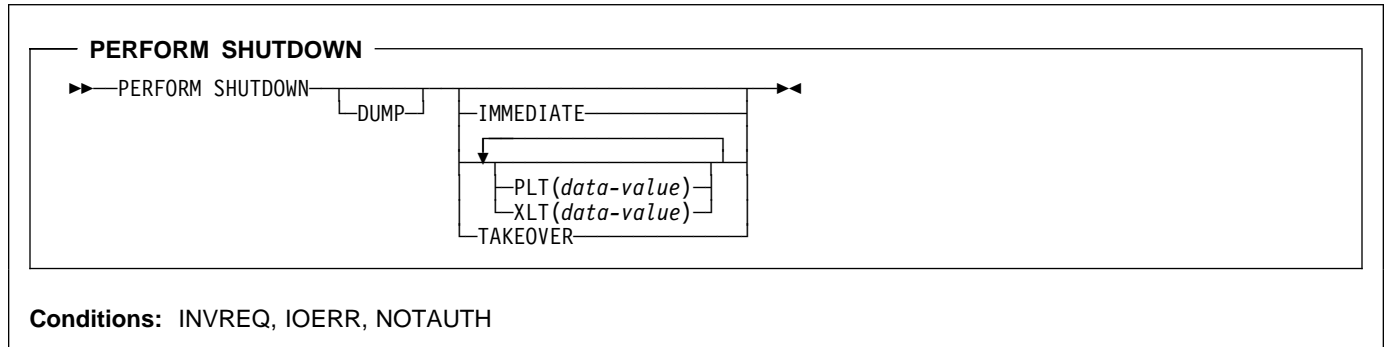 PERFORM SHUTDOWN
PERFORM SHUTDOWN
DUMP
IMMEDIATE
PLT(data-value)
XLT(data-value)
TAKEOVER
Conditions: INVREQ, IOERR, NOTAUTH